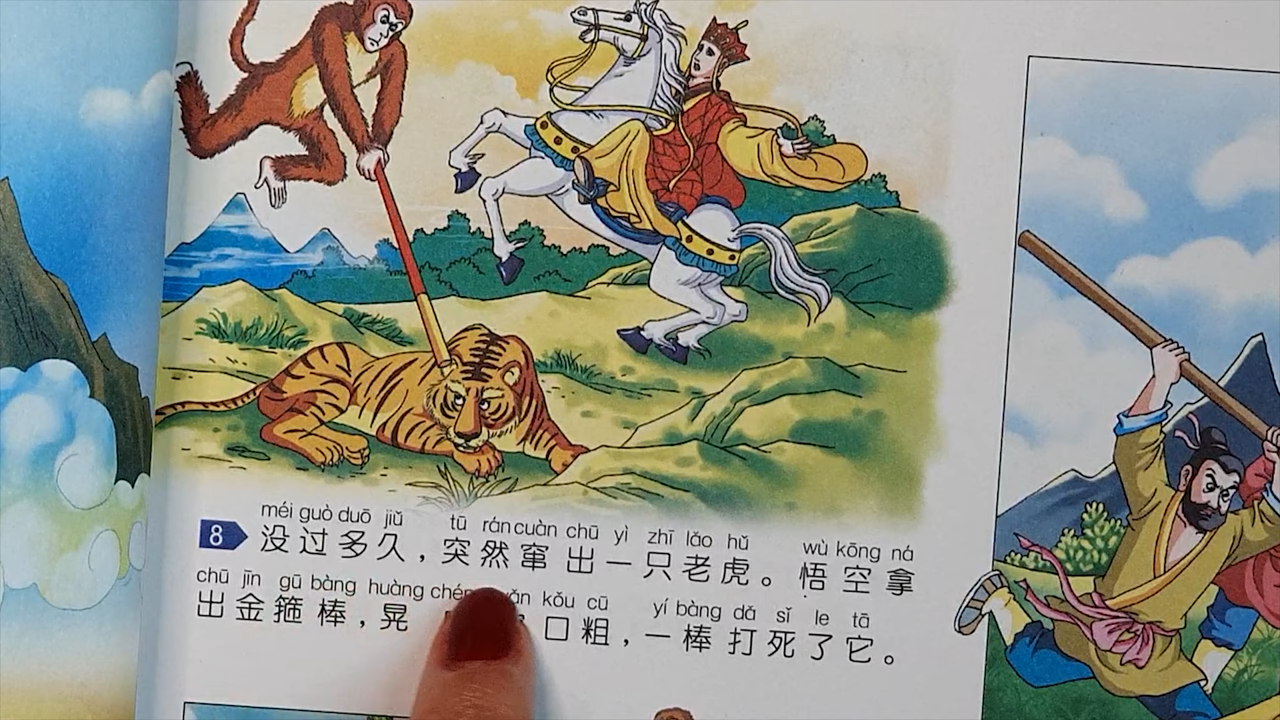 méi guò duō jiǔ tū rán cuàn chū yì zhī lǎo hǔ wù kōng ná
8 没过多久，突然窜出一只老虎。悟空拿
chū jīn gū bàng huàng kǒu cū yí bàng dǎ sǐ le tā
出金箍棒，晃口粗，一棒打死了它。